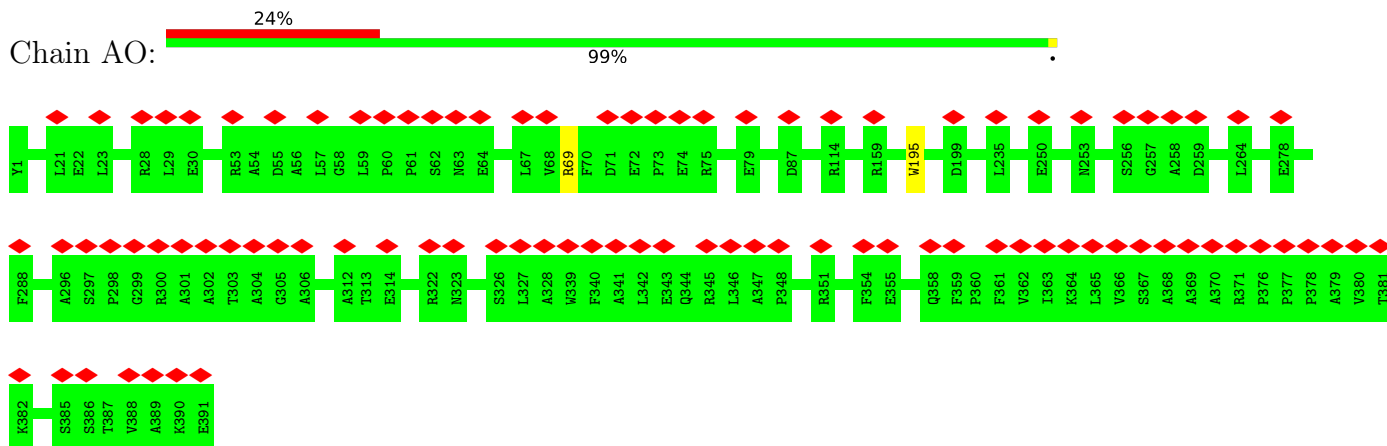 24%
Chain AO:
99%
.
Y1 L21 E22 L23 R28 L29 E30 R53 A54 D55 A56 L57 G58 L59 P60 P61 S62 N63 E64 L67 V68 R69 F70 D71 E72 P73 E74 R75 E79 D87 R114 R159 W195 D199 L235 E250 N253 S256 G257 A258 D259 L264 E278
F288 A296 S297 P298 G299 R300 A301 A302 T303 A304 G305 A306 A312 T313 E314 R322 N323 S326 L327 A328 W339 F340 A341 L342 E343 Q344 R345 L346 A347 P348 R351 F354 E355 Q358 F359 P360 F361 V362 I363 K364 L365 V366 S367 A368 A369 A370 R371 P376 P377 P378 A379 V380 T381
K382 S385 S386 T387 V388 A389 K390 E391